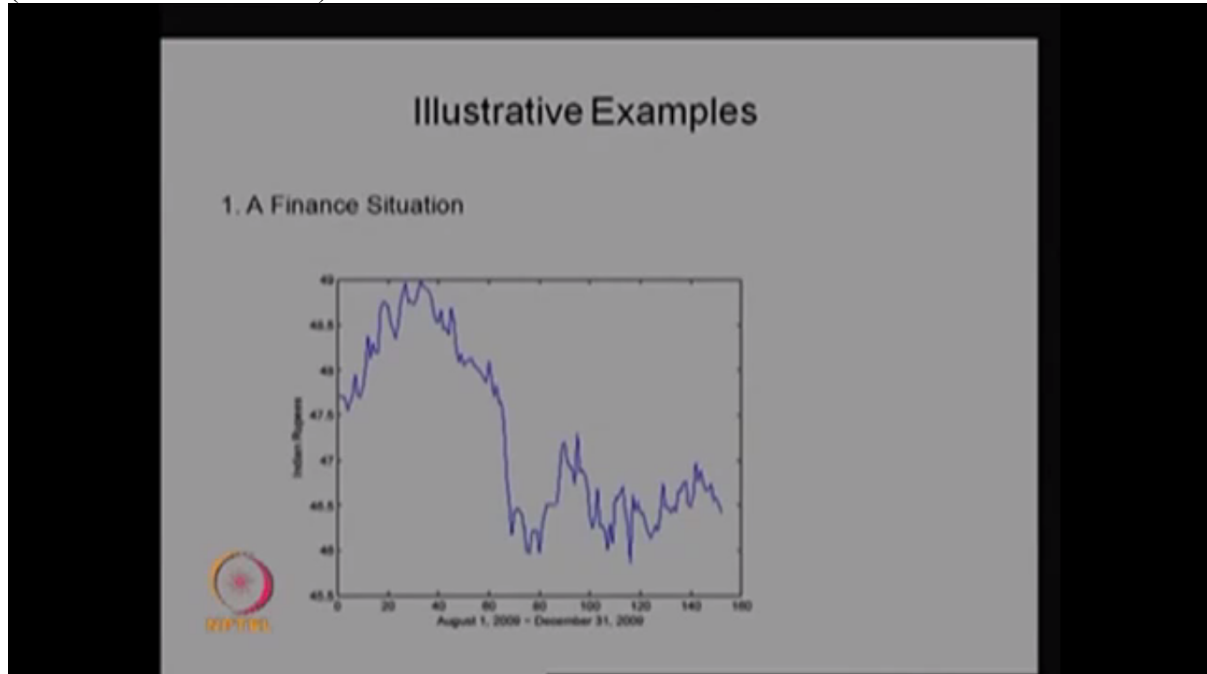 Illustrative Examples
1. A Finance Situation
49
48.5
48
47.5
47
46.5
46
45.5
Indian Rupees
0 20 40 60 80 100 120 140 160
August 1, 2009 - December 31, 2009
NPTEL